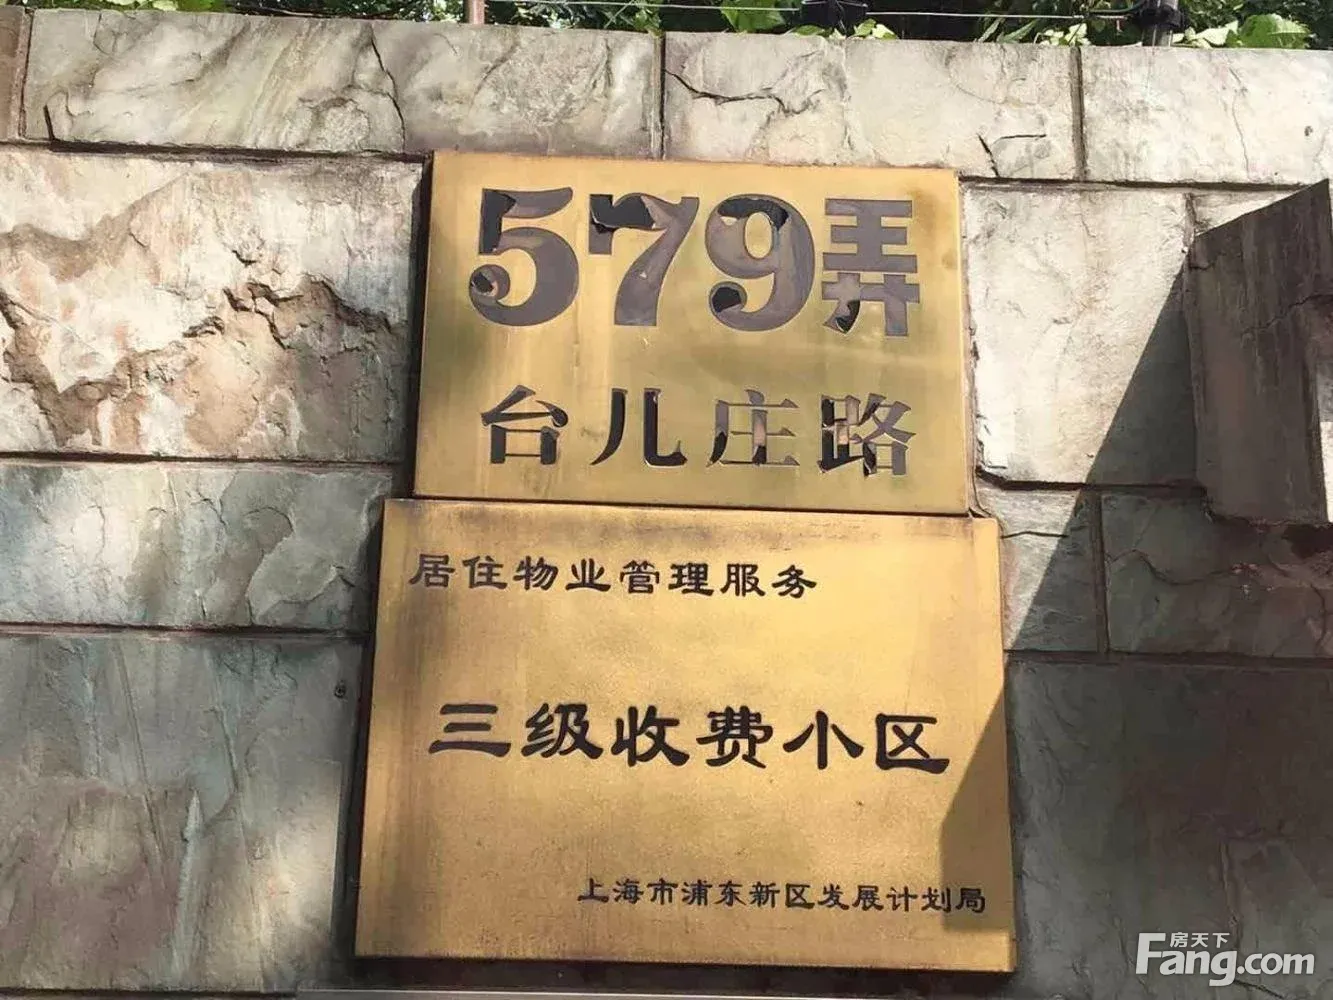 579弄
台儿庄路
居住物业管理服务
三级收费小区
上海市浦东新区发展计划局
房天下
Fang.com